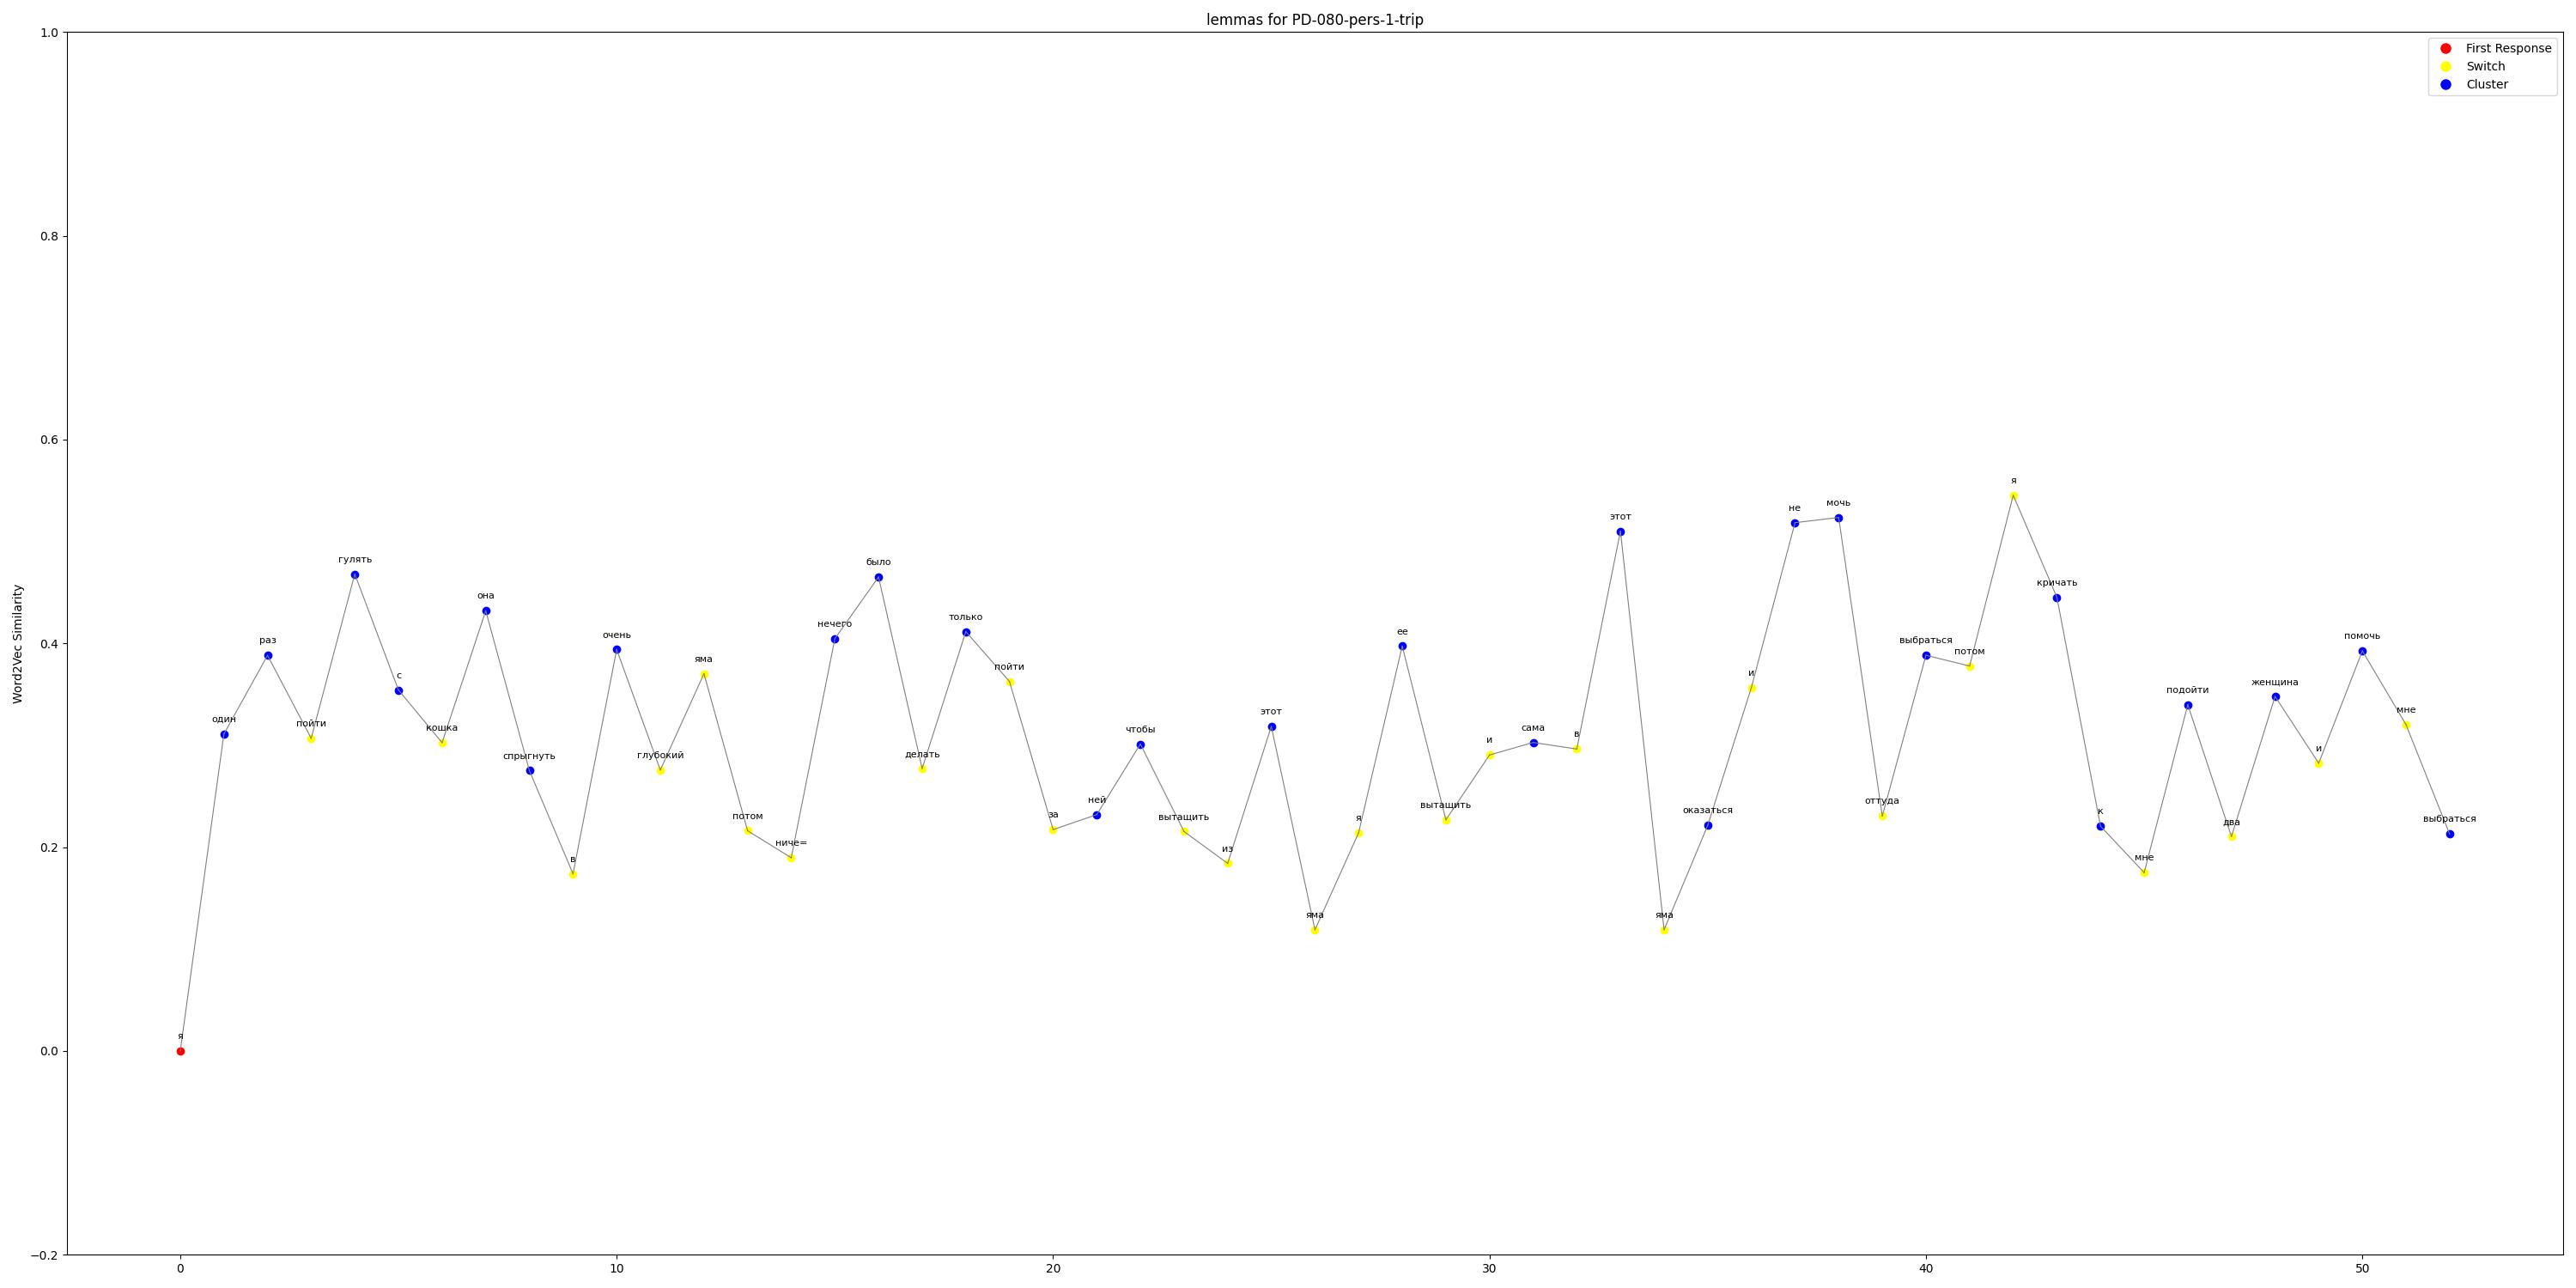 lemmas for PD-080-pers-1-trip
1.0
0.8
0.6
0.4
0.2
0.0
−0.2
Word2Vec Similarity
First Response
Switch
Cluster
я
один
раз
пойти
гулять
с
кошка
она
спрыгнуть
в
очень
глубокий
яма
потом
ниче=
нечего
было
делать
только
пойти
за
ней
чтобы
вытащить
из
этот
яма
я
ее
вытащить
и
сама
в
этот
яма
оказаться
и
не
мочь
оттуда
выбраться
потом
я
кричать
к
мне
подойти
два
женщина
и
помочь
мне
выбраться
0 10 20 30 40 50